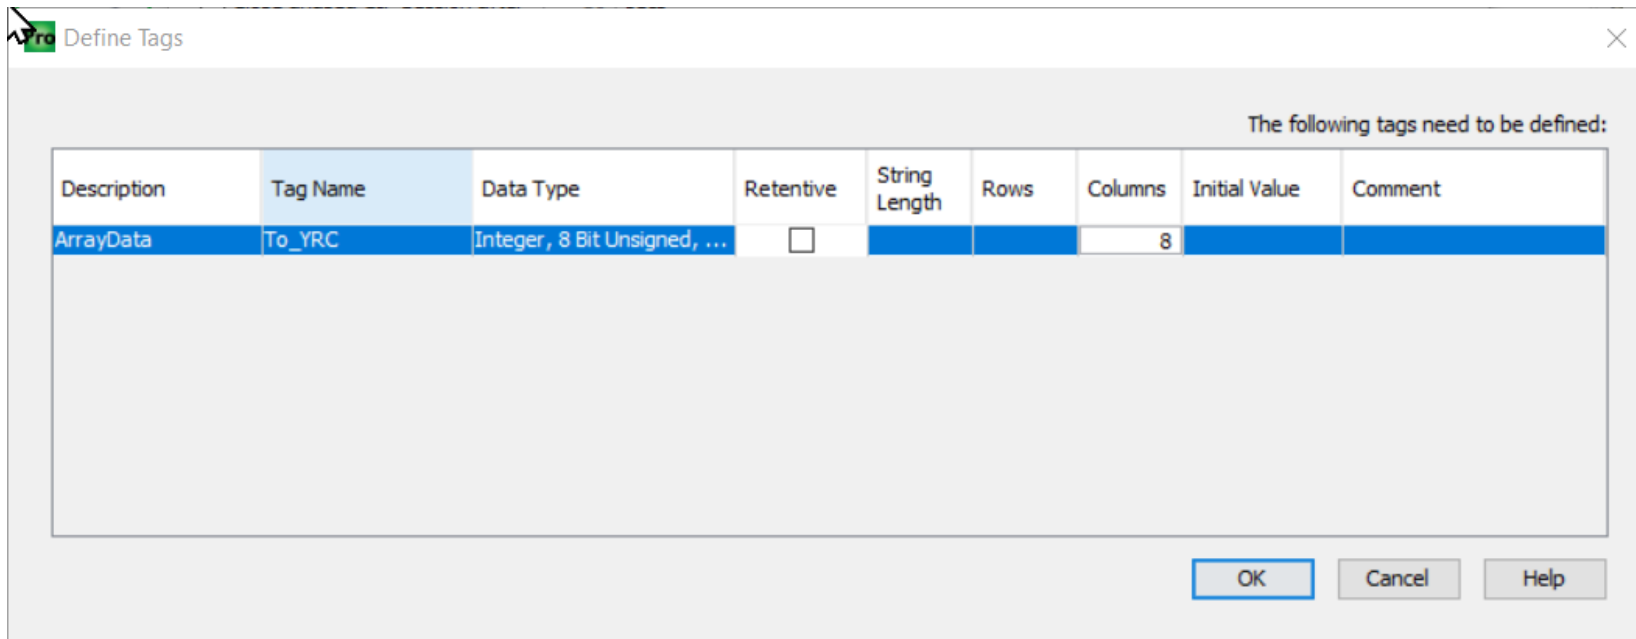 Pro Define Tags
The following tags need to be defined:
Description Tag Name Data Type Retentive String Length Rows Columns Initial Value Comment
ArrayData To_YRC Integer, 8 Bit Unsigned, ... 8
OK Cancel Help